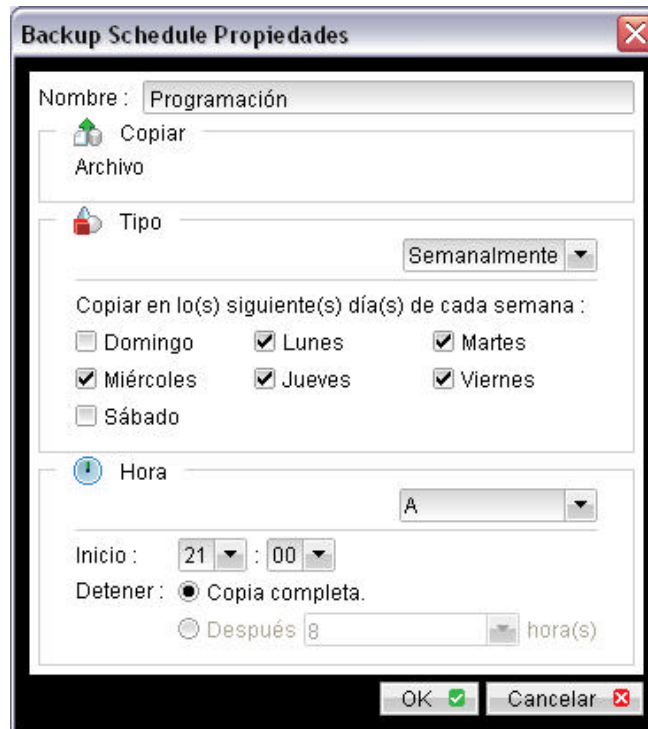 Backup Schedule Propiedades
Nombre : Programación
Copiar
Archivo
Tipo
Semanalmente
Copiar en lo(s) siguiente(s) día(s) de cada semana :
Domingo Lunes Martes
Miércoles Jueves Viernes
Sábado
Hora
A
Inicio : 21 : 00
Detener : Copia completa.
Después 8 hora(s)
OK Cancelar